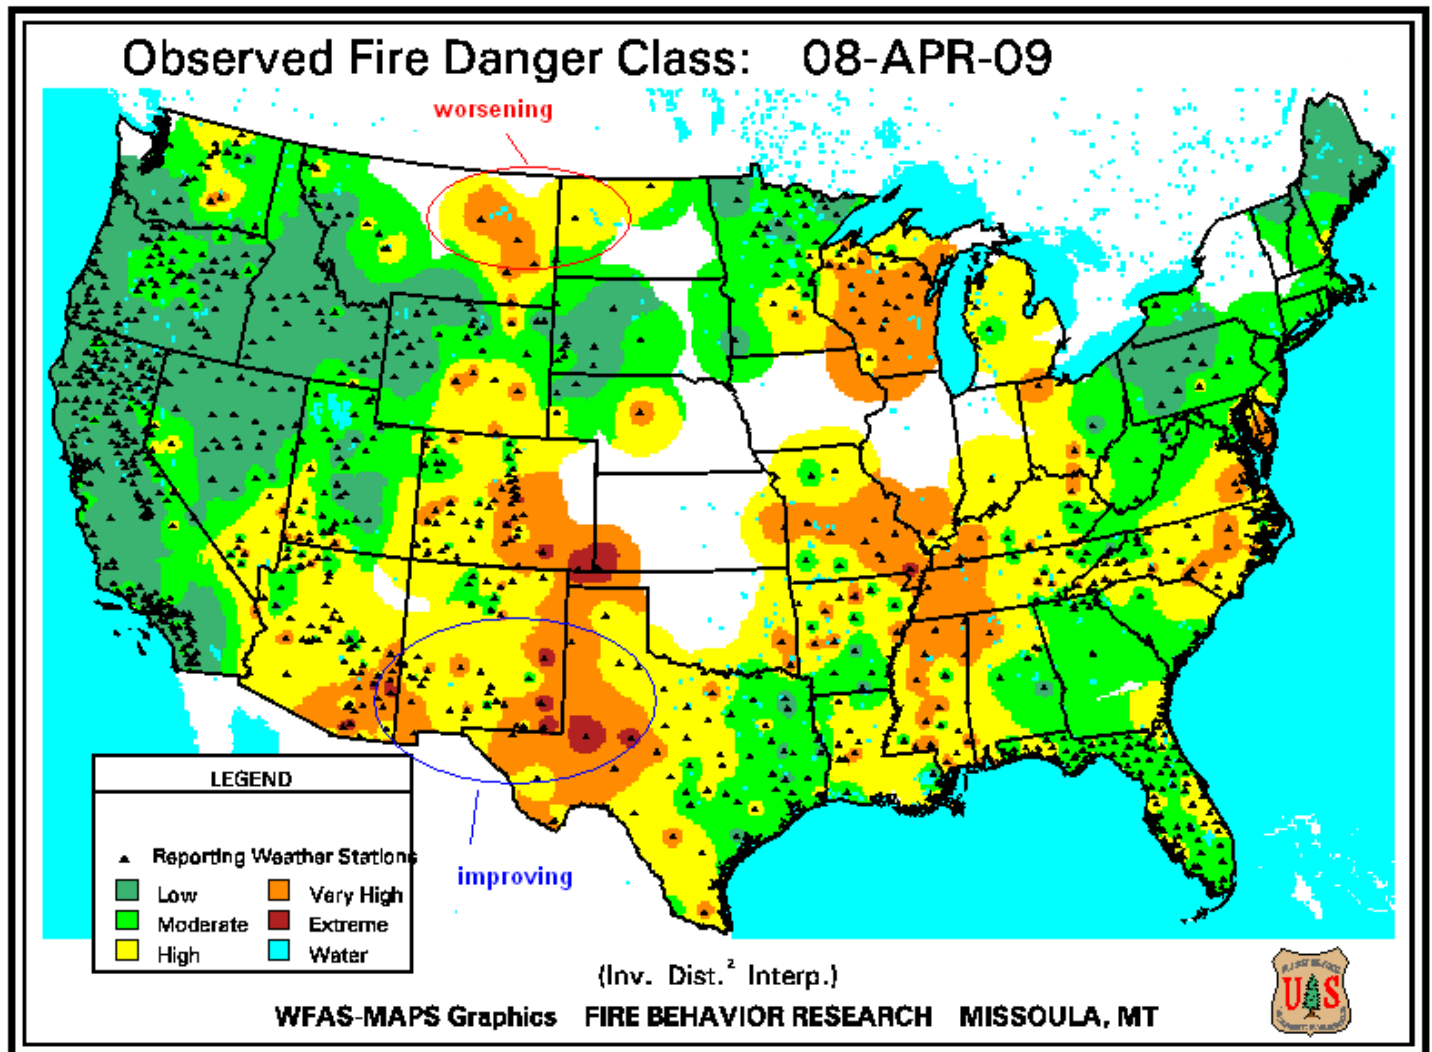 Observed Fire Danger Class: 08-APR-09
worsening
improving
LEGEND
Reporting Weather Stations
Low
Very High
Moderate
Extreme
High
Water
(Inv. Dist.² Interp.)
WFAS-MAPS Graphics FIRE BEHAVIOR RESEARCH MISSOULA, MT
U S